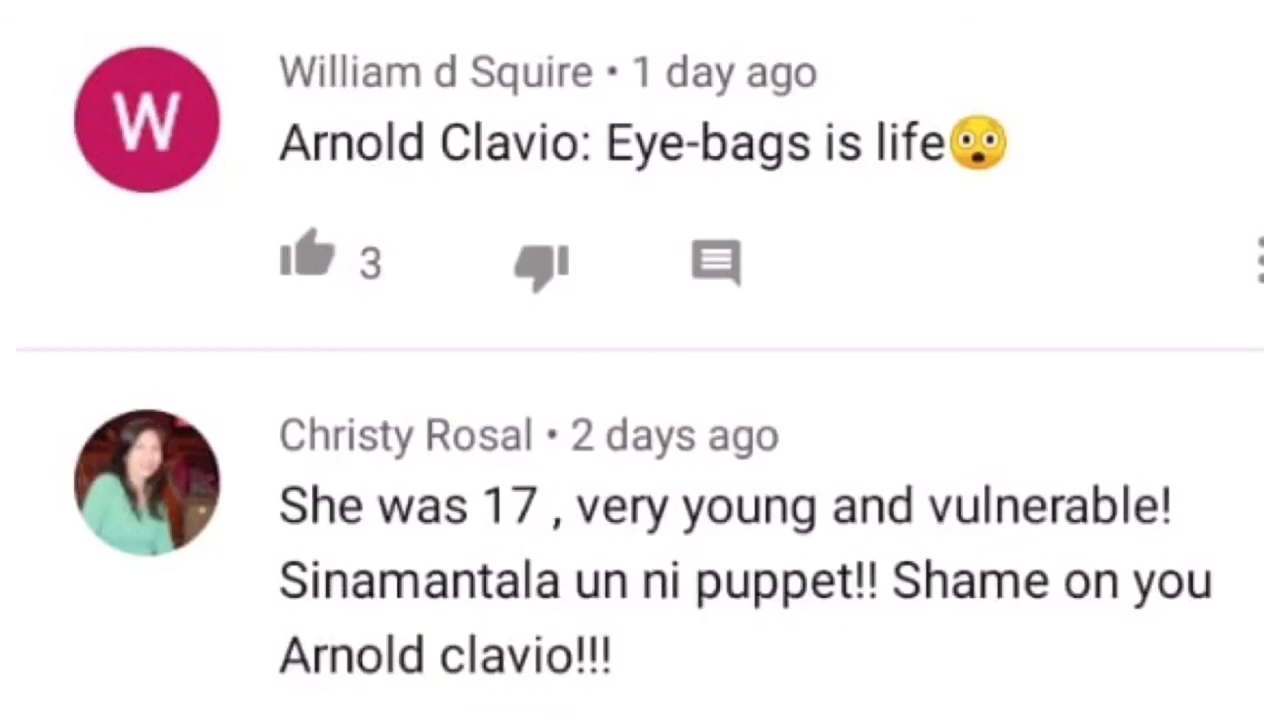 W
William d Squire • 1 day ago
Arnold Clavio: Eye-bags is life😳
3
Christy Rosal • 2 days ago
She was 17 , very young and vulnerable!
Sinamantala un ni puppet!! Shame on you
Arnold clavio!!!